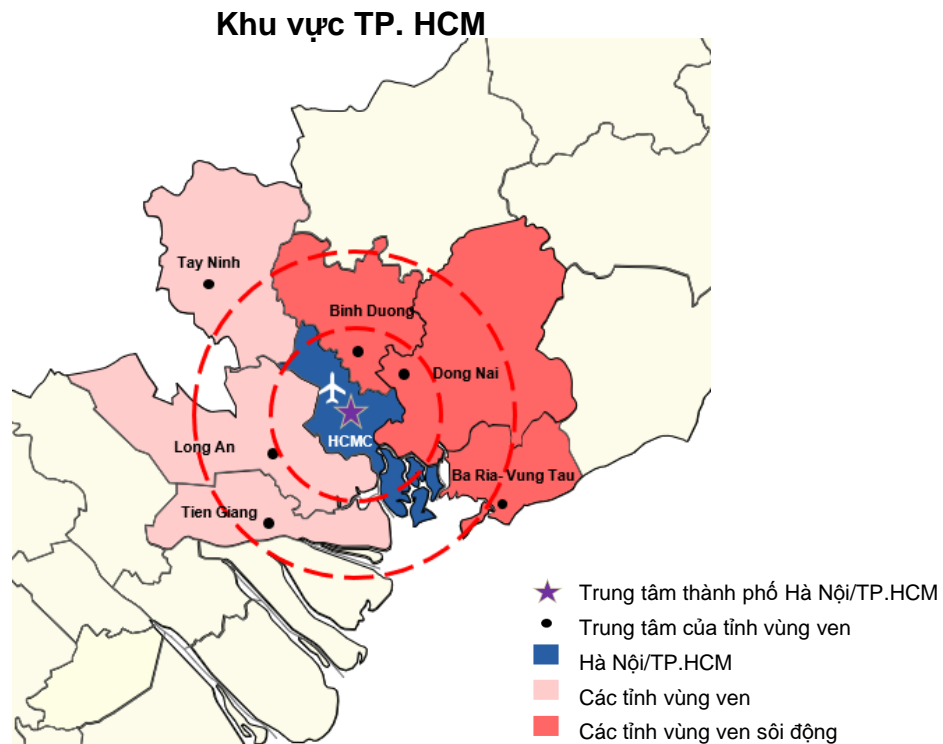 Khu vực TP. HCM
Tay Ninh
Binh Duong
Dong Nai
HCMC
Long An
Ba Ria- Vung Tau
Tien Giang
Trung tâm thành phố Hà Nội/TP.HCM
Trung tâm của tỉnh vùng ven
Hà Nội/TP.HCM
Các tỉnh vùng ven
Các tỉnh vùng ven sôi động